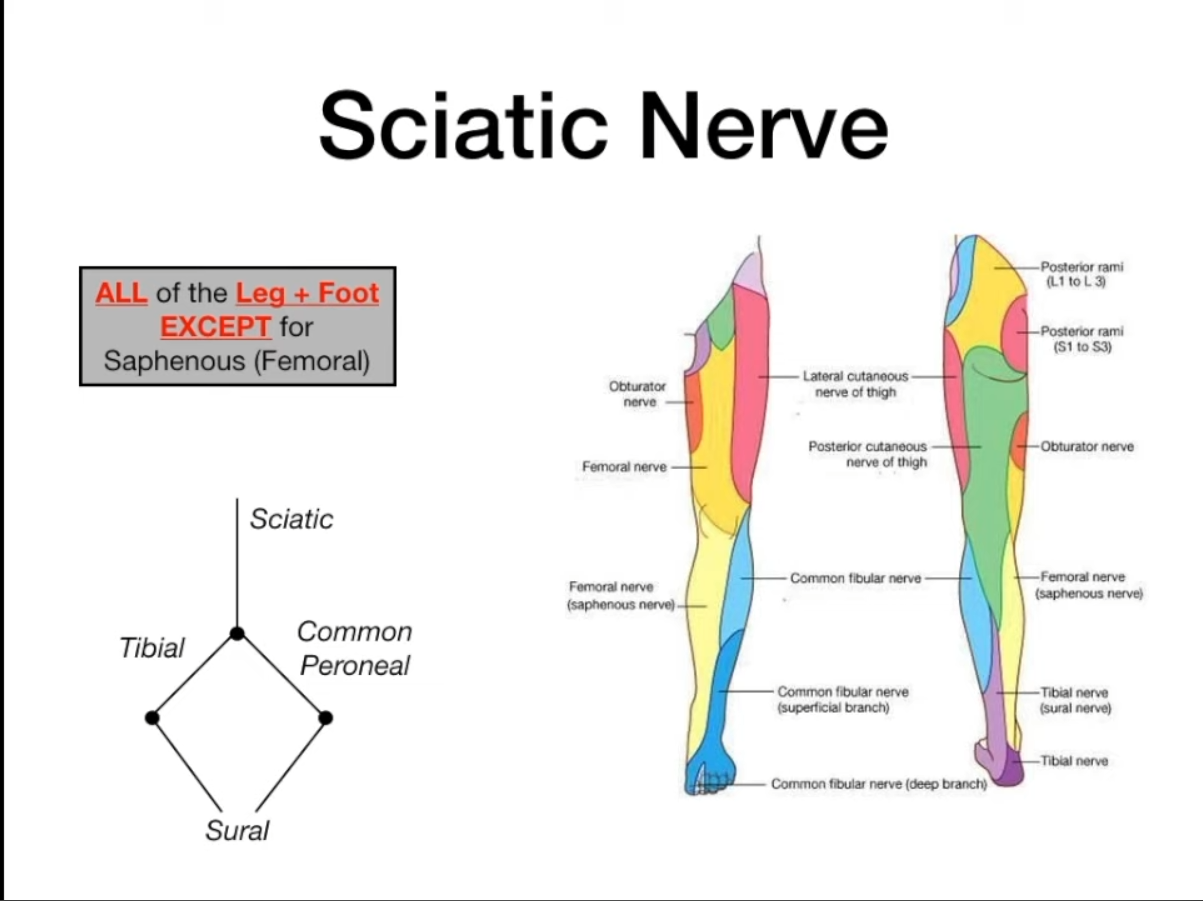 Sciatic Nerve
ALL of the Leg + Foot
EXCEPT for
Saphenous (Femoral)
Sciatic
Tibial
Common
Peroneal
Sural
Obturator
nerve
Femoral nerve
Femoral nerve
(saphenous nerve)
Lateral cutaneous
nerve of thigh
Posterior cutaneous
nerve of thigh
Common fibular nerve
Common fibular nerve
(superficial branch)
Common fibular nerve (deep branch)
Posterior rami
(L1 to L 3)
Posterior rami
(S1 to S3)
Obturator nerve
Femoral nerve
(saphenous nerve)
Tibial nerve
(sural nerve)
Tibial nerve